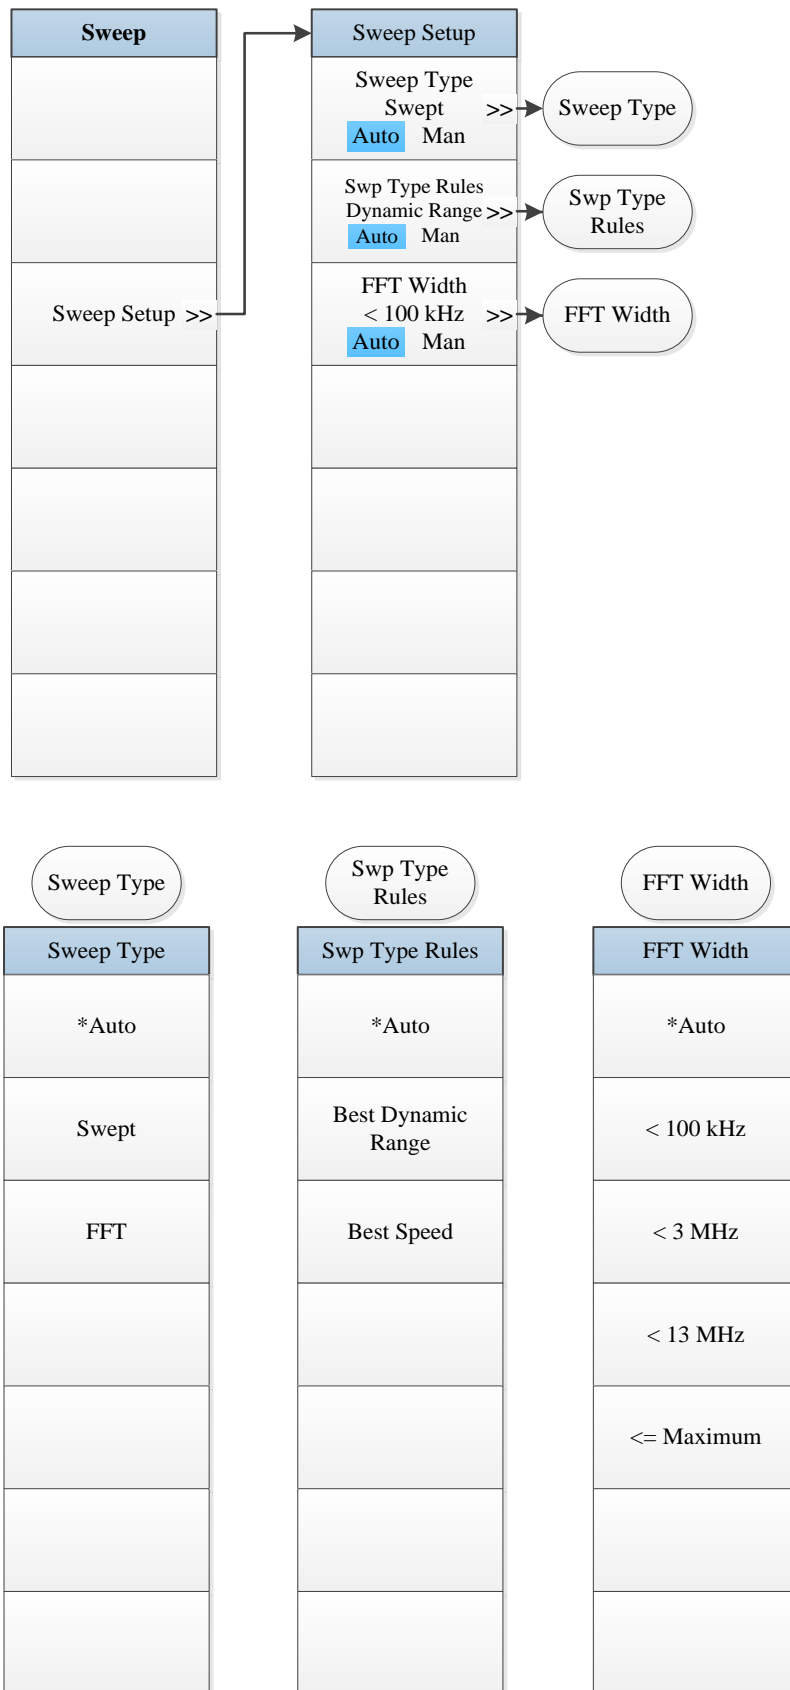 Sweep
Sweep Setup >>
Sweep Setup
Sweep Type
Swept >>
Auto Man
Swp Type Rules
Dynamic Range >>
Auto Man
FFT Width
< 100 kHz >>
Auto Man
Sweep Type
Swp Type
Rules
FFT Width
Sweep Type
Sweep Type
*Auto
Swept
FFT
Swp Type
Rules
Swp Type Rules
*Auto
Best Dynamic
Range
Best Speed
FFT Width
FFT Width
*Auto
< 100 kHz
< 3 MHz
< 13 MHz
<= Maximum